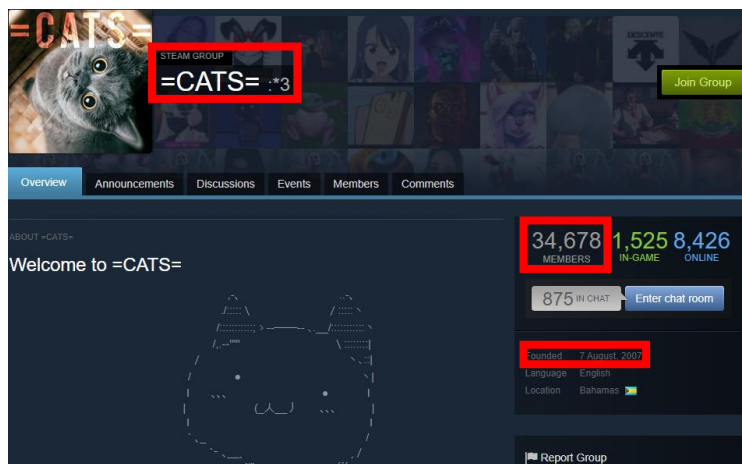 =CATS=
STEAM GROUP
=CATS= :*3
DESCENTE
Join Group
Overview Announcements Discussions Events Members Comments
ABOUT =CATS=
Welcome to =CATS=
34,678 1,525 8,426
MEMBERS IN-GAME ONLINE
875 IN CHAT Enter chat room
Founded 7 August, 2007
Language English
Location Bahamas
Report Group